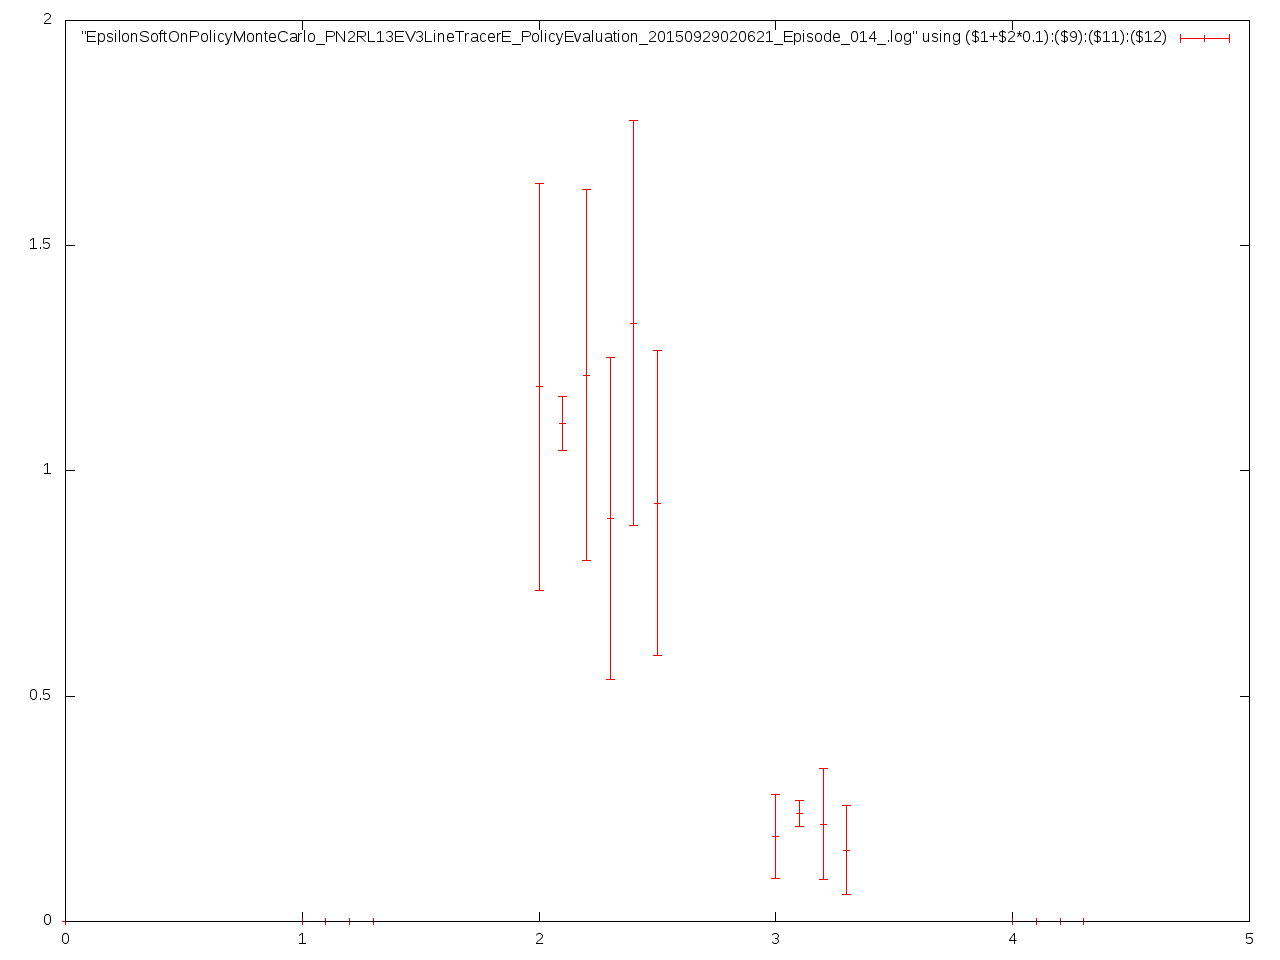 2
"EpsilonSoftOnPolicyMonteCarlo_PN2RL13EV3LineTracerE_PolicyEvaluation_20150929020621_Episode_014_.log" using ($1+$2*0.1):($9):($11):($12)
1.5
1
0.5
0
0 1 2 3 4 5